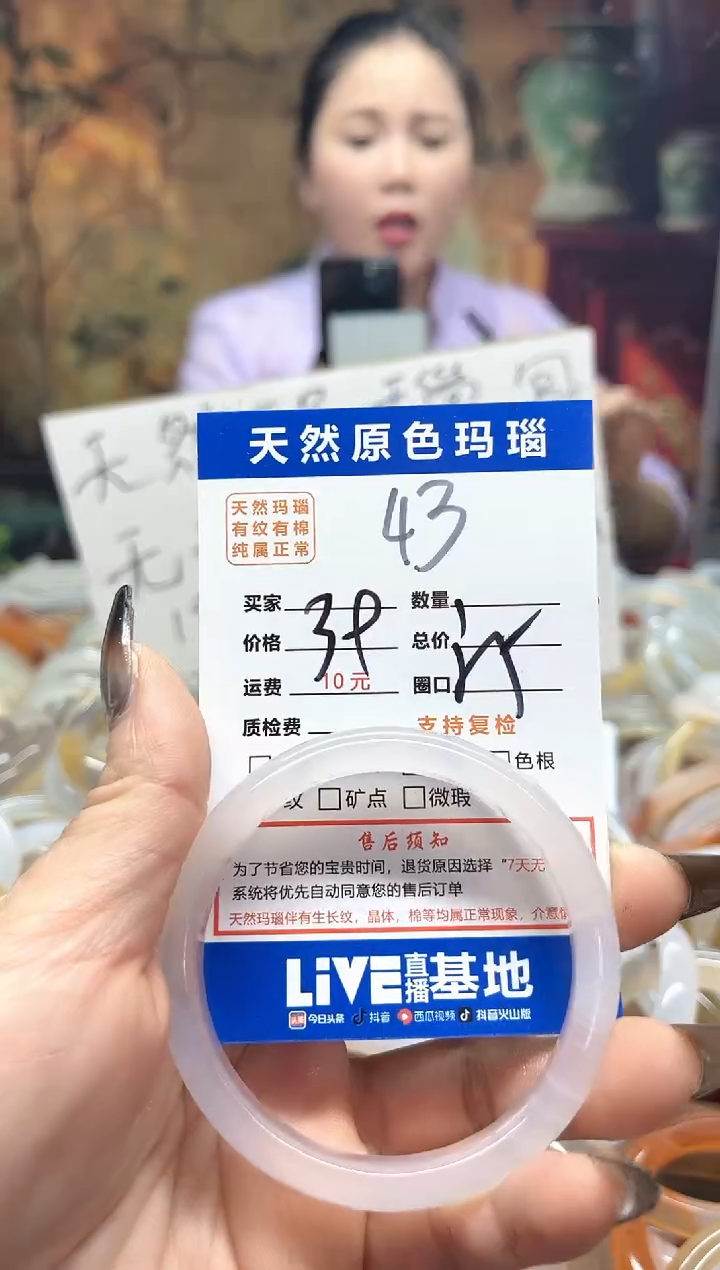 天然原色玛瑙
天然玛瑙
有纹有棉
纯属正常
43
买家 数量
价格 总价
运费 10元 圈口
质检费 支持复检
色根
纹 □矿点 □微瑕
售后须知
为了节省您的宝贵时间，退货原因选择“7天无
系统将优先自动同意您的售后订单
天然玛瑙伴有生长纹，晶体，棉等均属正常现象，介意慎
LiVE直播基地
今日头条 抖音 西瓜视频 抖音火山版